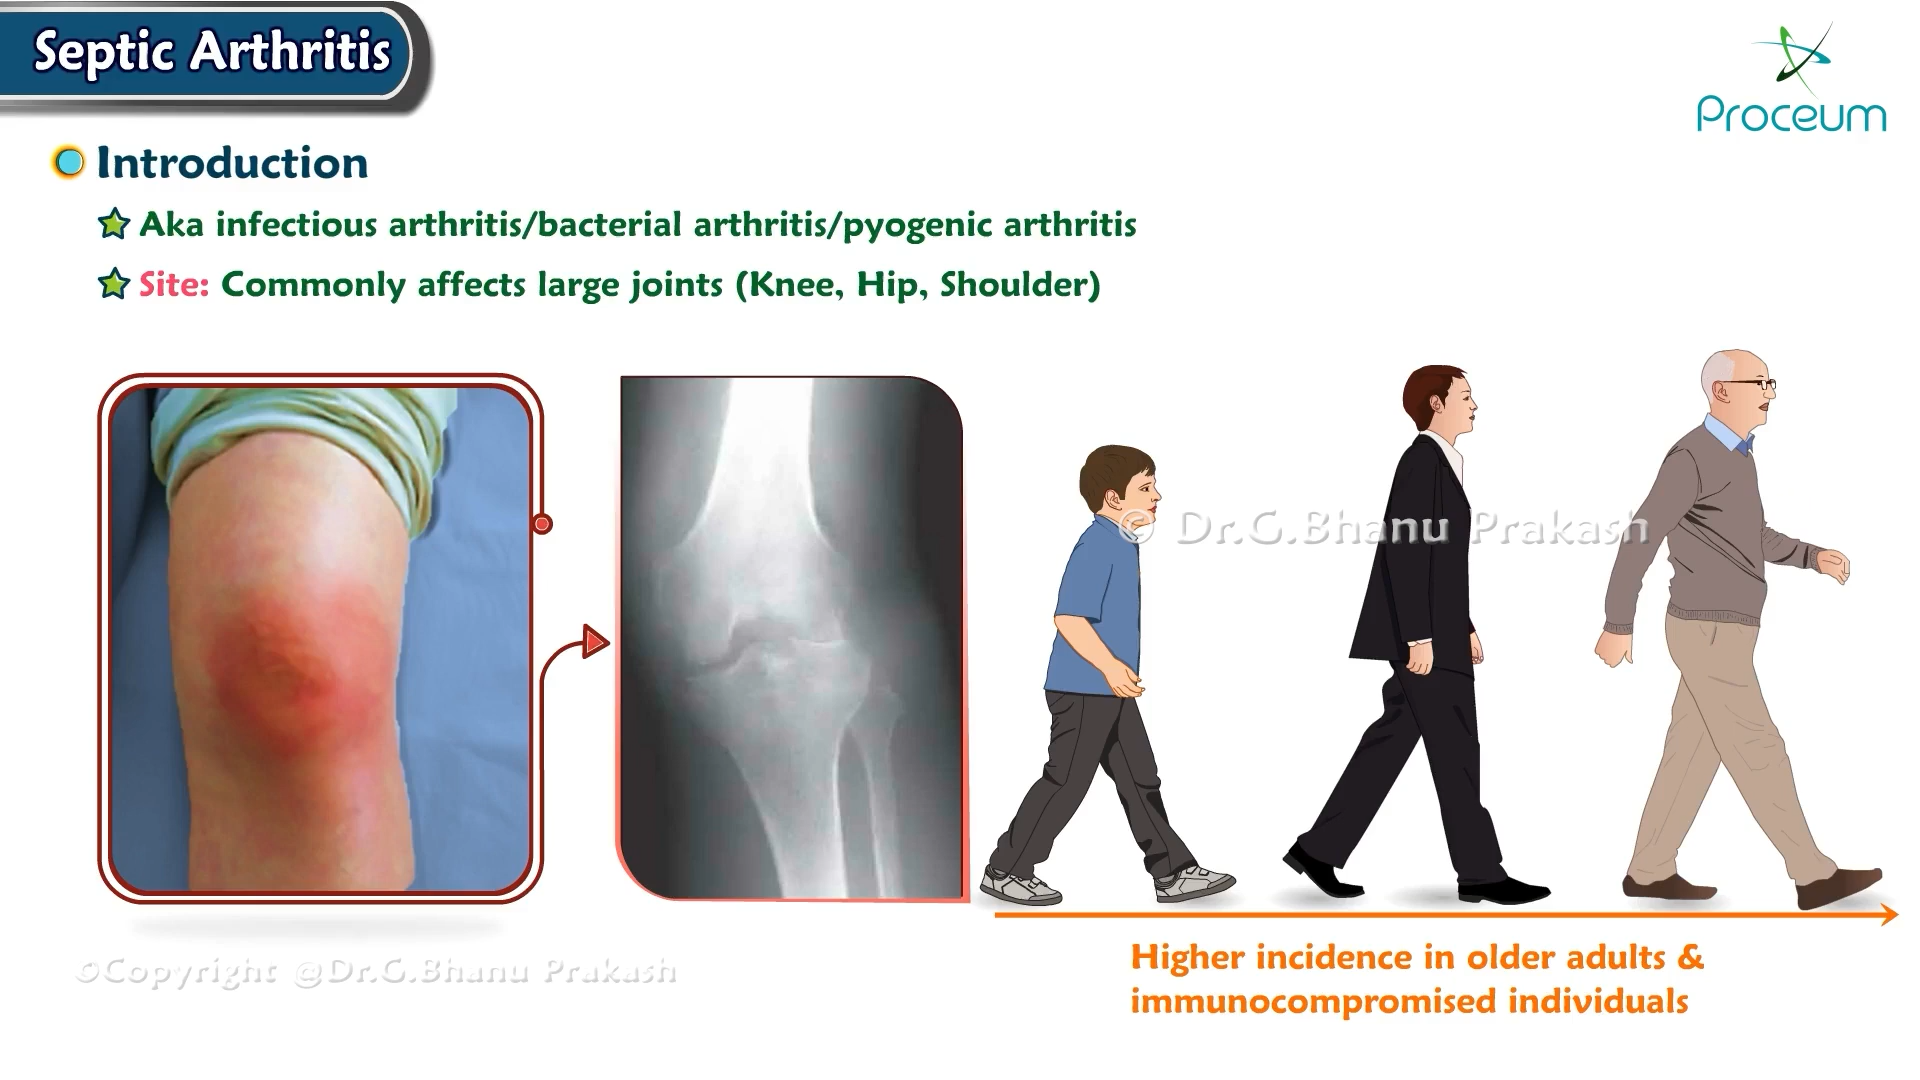 Septic Arthritis
Proceum
Introduction
Aka infectious arthritis/bacterial arthritis/pyogenic arthritis
Site: Commonly affects large joints (Knee, Hip, Shoulder)
© Dr.G.Bhanu Prakash
©Copyright @Dr.G.Bhanu Prakash
Higher incidence in older adults &
immunocompromised individuals